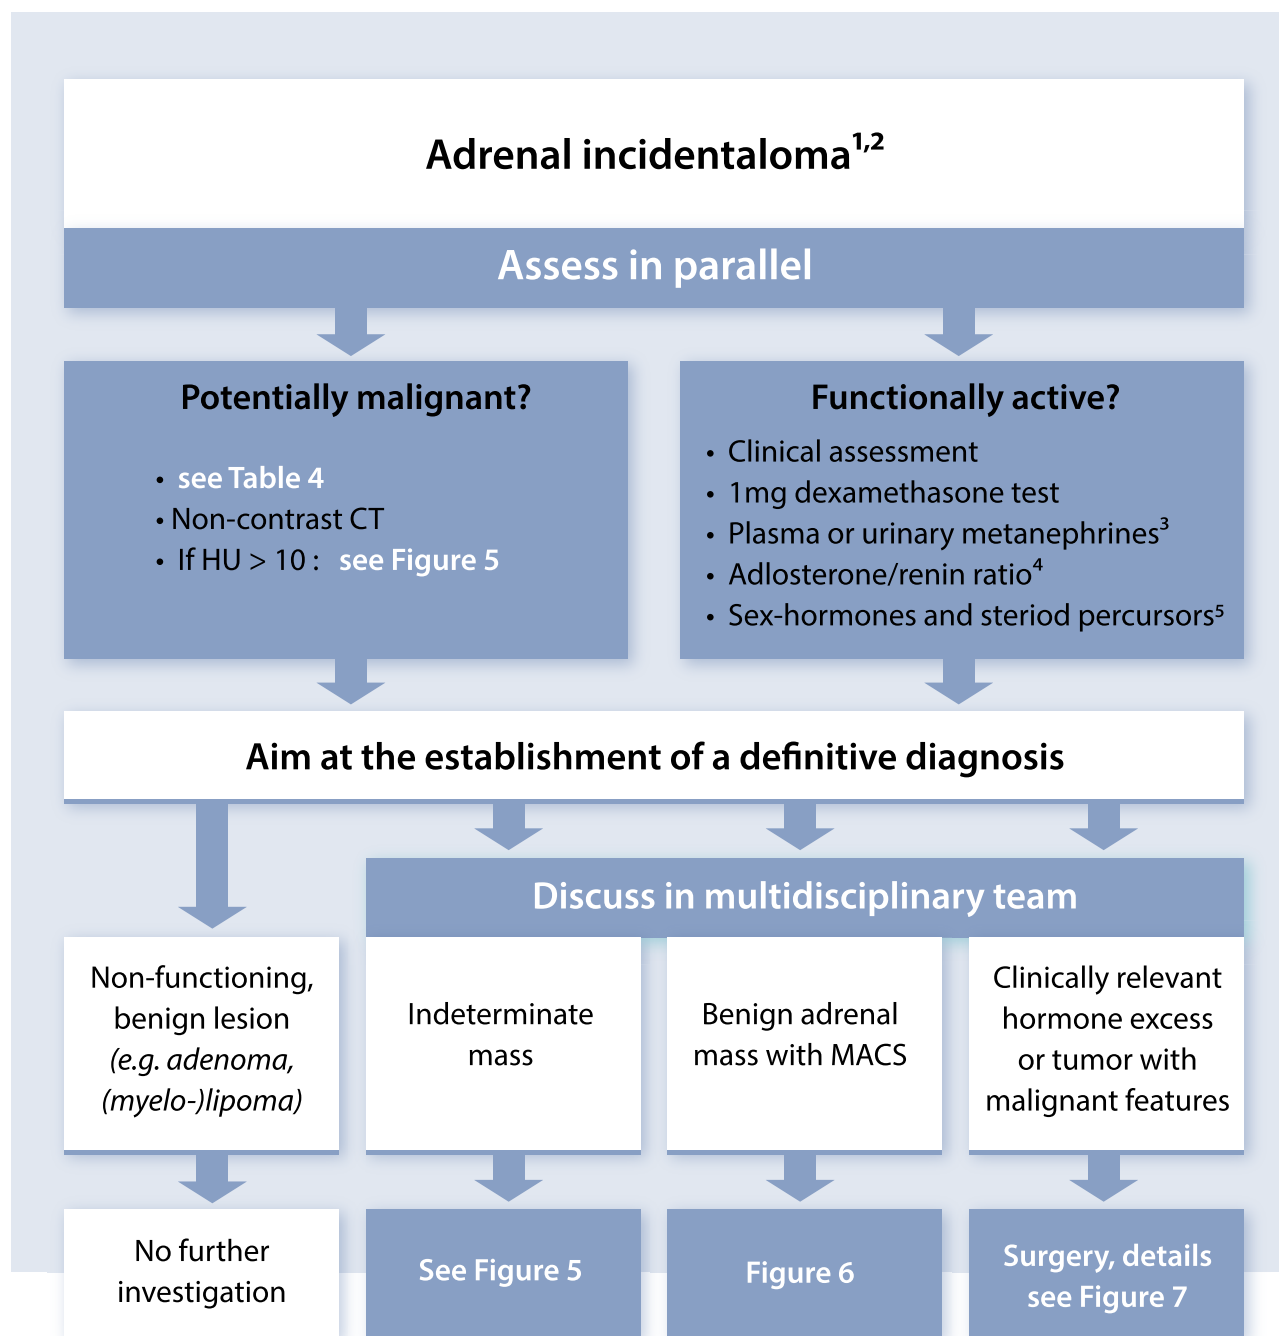 Adrenal incidentaloma¹,²
Assess in parallel
Potentially malignant?
• see Table 4
• Non-contrast CT
• If HU > 10 : see Figure 5
Functionally active?
• Clinical assessment
• 1mg dexamethasone test
• Plasma or urinary metanephrines³
• Adlosterone/renin ratio⁴
• Sex-hormones and steriod percursors⁵
Aim at the establishment of a definitive diagnosis
Discuss in multidisciplinary team
Non-functioning,
benign lesion
(e.g. adenoma,
(myelo-)lipoma)
Indeterminate
mass
Benign adrenal
mass with MACS
Clinically relevant
hormone excess
or tumor with
malignant features
No further
investigation
See Figure 5
Figure 6
Surgery, details
see Figure 7